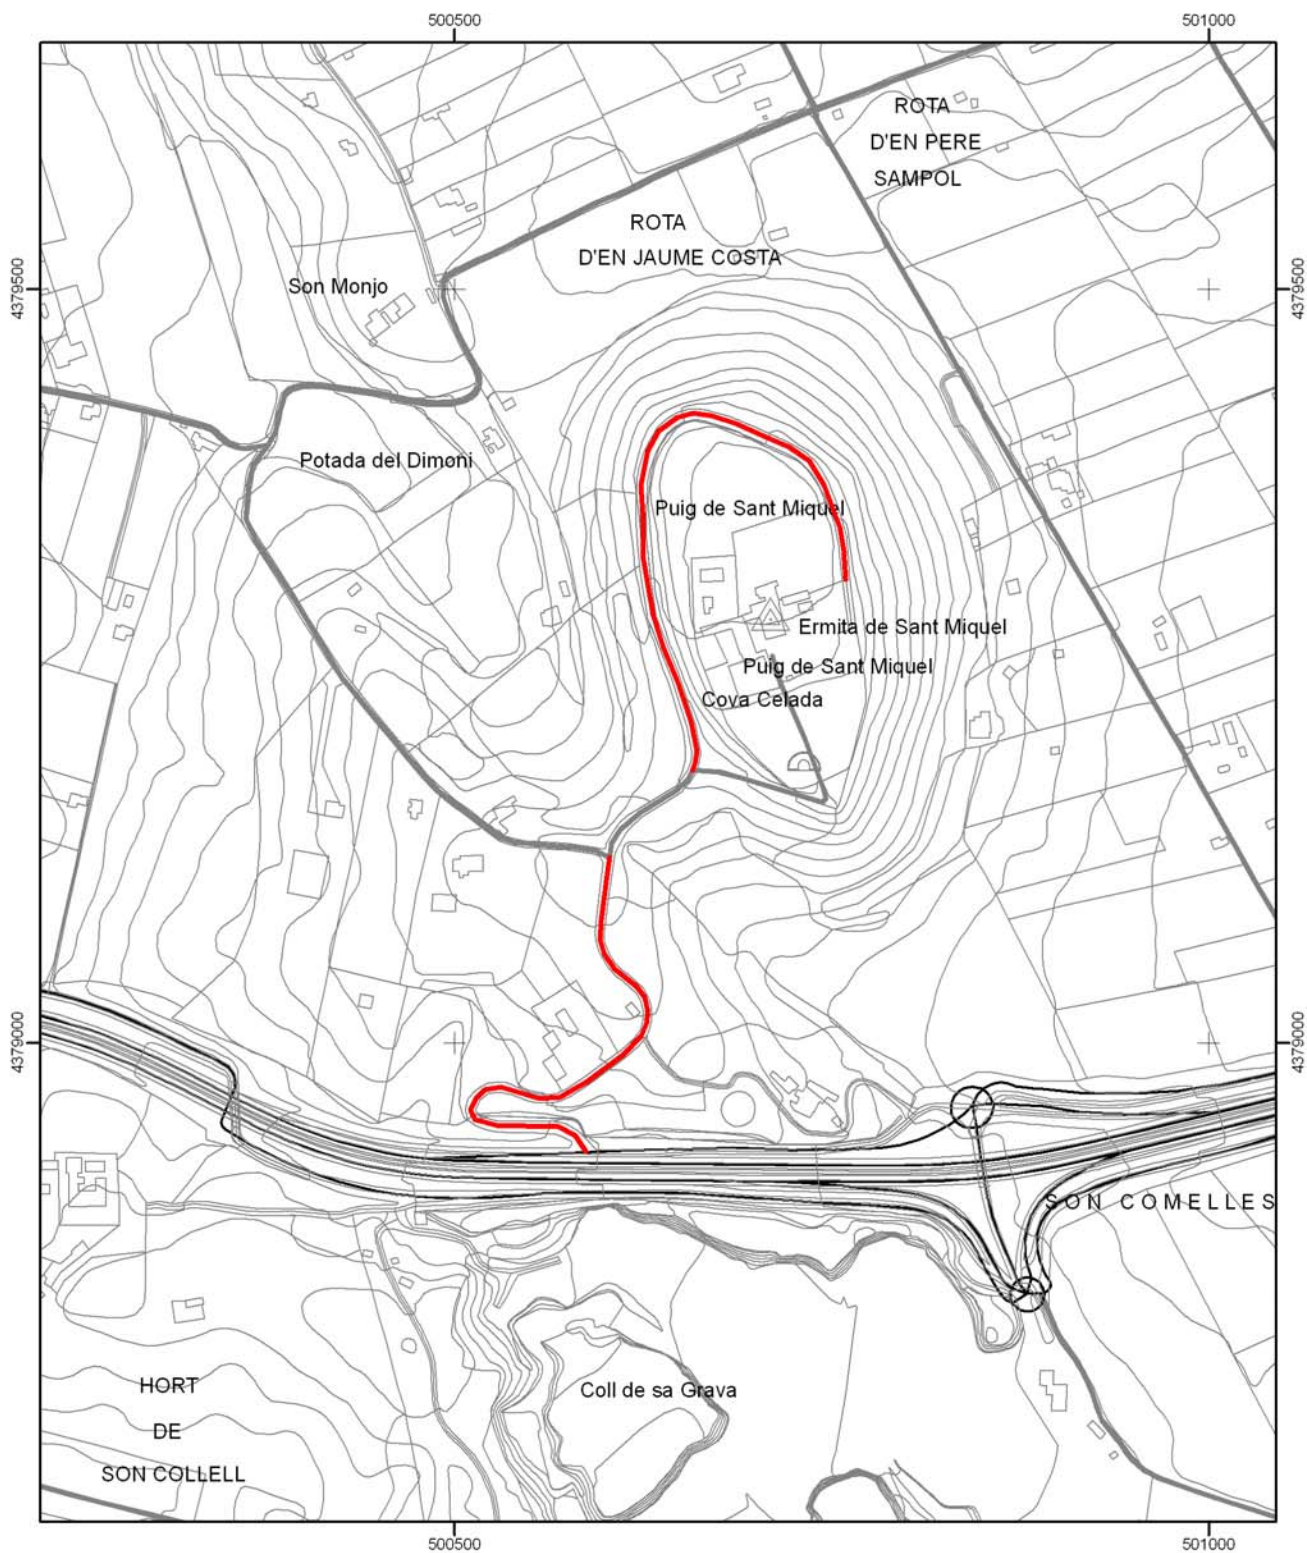 500500
501000
ROTA
D'EN PERE
SAMPOL
ROTA
D'EN JAUME COSTA
Son Monjo
4379500
4379500
Potada del Dimoni
Puig de Sant Miquel
Ermita de Sant Miquel
Puig de Sant Miquel
Cova Celada
4379000
4379000
SON COMELLES
HORT
DE
SON COLLELL
Coll de sa Grava
500500
501000